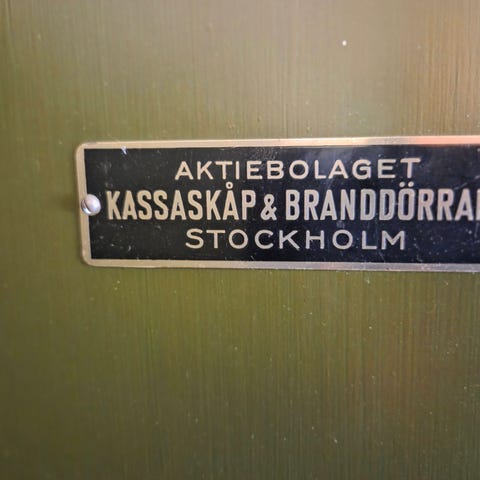 AKTIEBOLAGET
KASSASKÅP & BRANDDÖRRA
STOCKHOLM